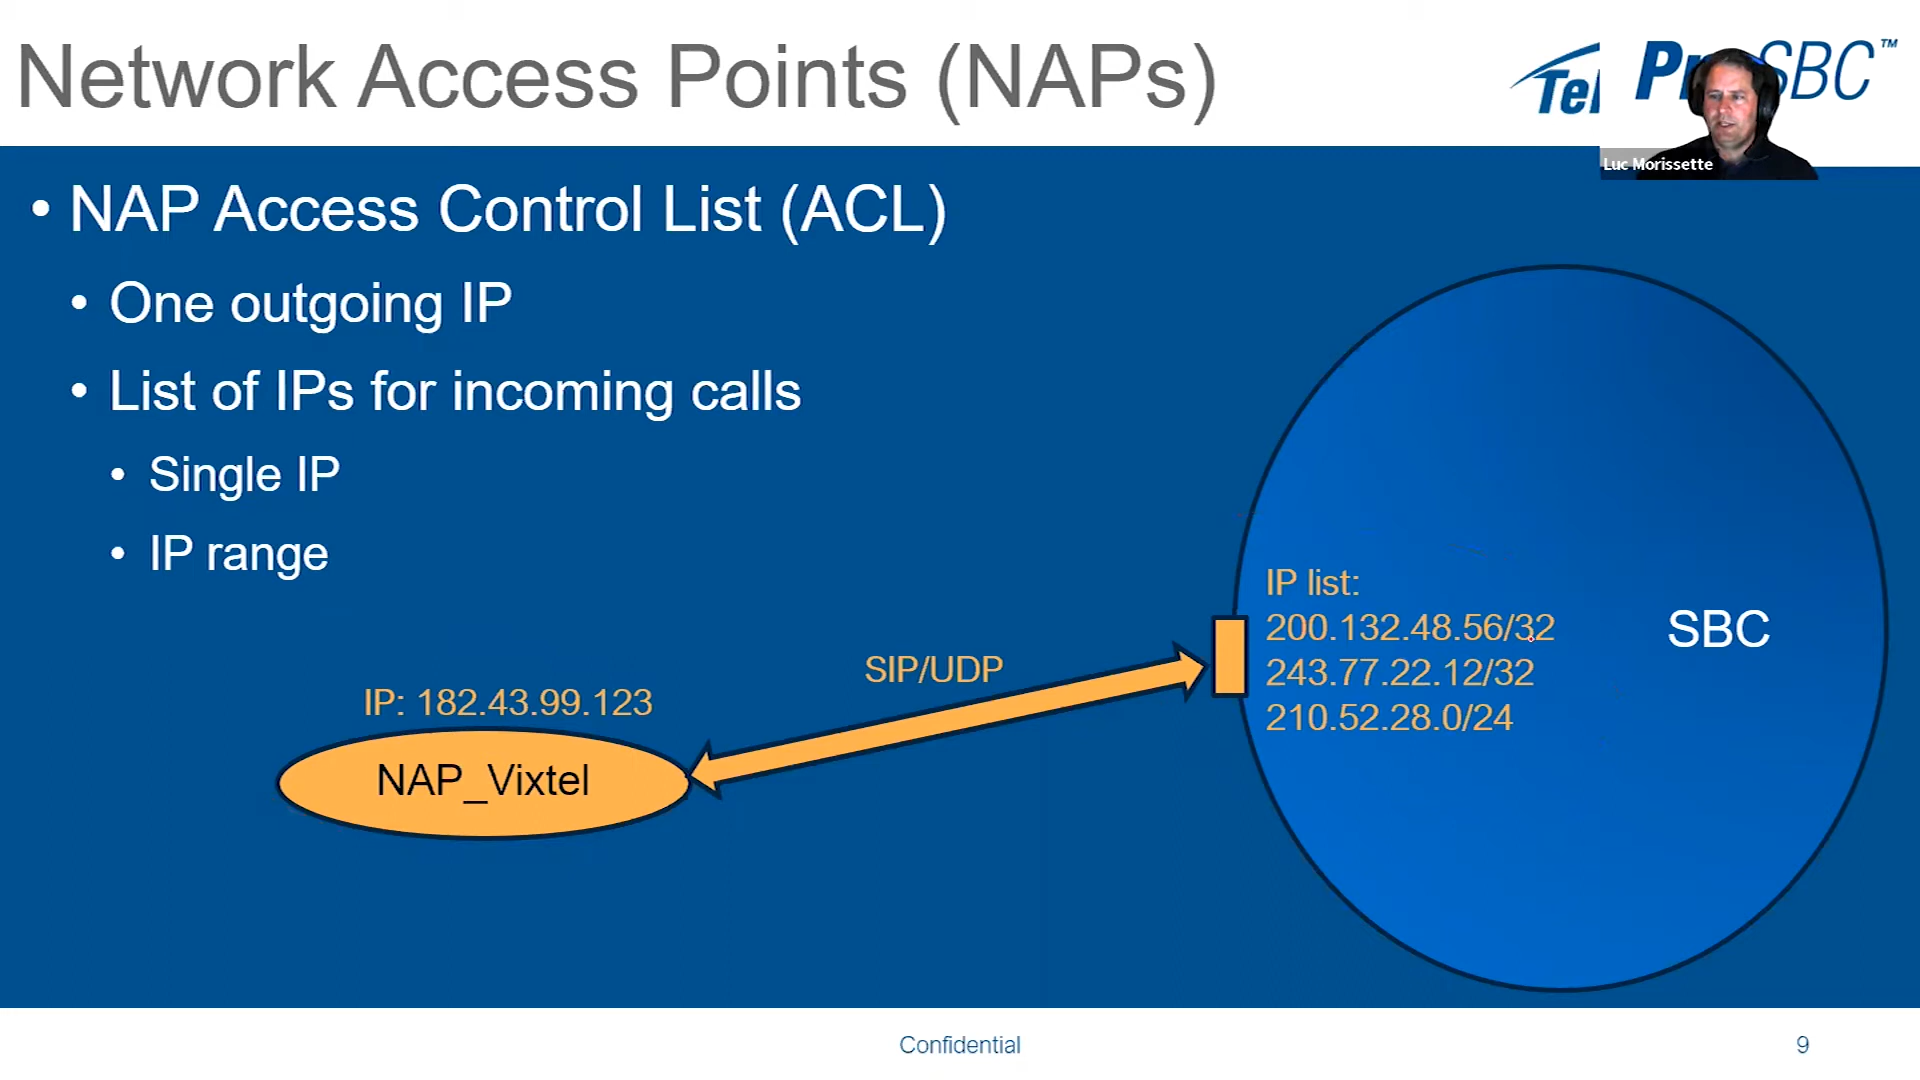 Network Access Points (NAPs)
Tel
SBC™
Luc Morissette
• NAP Access Control List (ACL)
• One outgoing IP
• List of IPs for incoming calls
• Single IP
• IP range
IP list:
200.132.48.56/32
243.77.22.12/32
210.52.28.0/24
SBC
SIP/UDP
IP: 182.43.99.123
NAP_Vixtel
Confidential
9